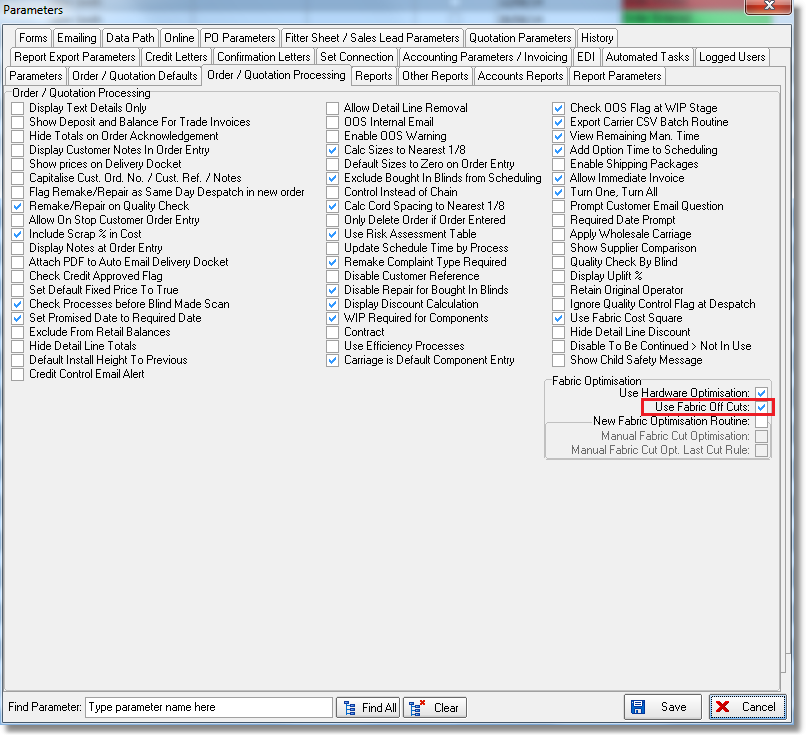 Parameters
Forms Emailing Data Path Online PO Parameters Fitter Sheet / Sales Lead Parameters Quotation Parameters History
Report Export Parameters Credit Letters Confirmation Letters Set Connection Accounting Parameters / Invoicing EDI Automated Tasks Logged Users
Parameters Order / Quotation Defaults Order / Quotation Processing Reports Other Reports Accounts Reports Report Parameters
Order / Quotation Processing
Display Text Details Only
Show Deposit and Balance For Trade Invoices
Hide Totals on Order Acknowledgement
Display Customer Notes In Order Entry
Show prices on Delivery Docket
Capitalise Cust. Ord. No. / Cust. Ref. / Notes
Flag Remake/Repair as Same Day Despatch in new order
Remake/Repair on Quality Check
Allow On Stop Customer Order Entry
Include Scrap % in Cost
Display Notes at Order Entry
Attach PDF to Auto Email Delivery Docket
Check Credit Approved Flag
Set Default Fixed Price To True
Check Processes before Blind Made Scan
Set Promised Date to Required Date
Exclude From Retail Balances
Hide Detail Line Totals
Default Install Height To Previous
Credit Control Email Alert
Allow Detail Line Removal
OOS Internal Email
Enable OOS Warning
Calc Sizes to Nearest 1/8
Default Sizes to Zero on Order Entry
Exclude Bought In Blinds from Scheduling
Control Instead of Chain
Calc Cord Spacing to Nearest 1/8
Only Delete Order if Order Entered
Use Risk Assessment Table
Update Schedule Time by Process
Remake Complaint Type Required
Disable Customer Reference
Disable Repair for Bought In Blinds
Display Discount Calculation
WIP Required for Components
Contract
Use Efficiency Processes
Carriage is Default Component Entry
Check OOS Flag at WIP Stage
Export Carrier CSV Batch Routine
View Remaining Man. Time
Add Option Time to Scheduling
Enable Shipping Packages
Allow Immediate Invoice
Turn One, Turn All
Prompt Customer Email Question
Required Date Prompt
Apply Wholesale Carriage
Show Supplier Comparison
Quality Check By Blind
Display Uplift %
Retain Original Operator
Ignore Quality Control Flag at Despatch
Use Fabric Cost Square
Hide Detail Line Discount
Disable To Be Continued > Not In Use
Show Child Safety Message
Fabric Optimisation
Use Hardware Optimisation:
Use Fabric Off Cuts:
New Fabric Optimisation Routine:
Manual Fabric Cut Optimisation:
Manual Fabric Cut Opt. Last Cut Rule:
Find Parameter: Type parameter name here Find All Clear Save Cancel